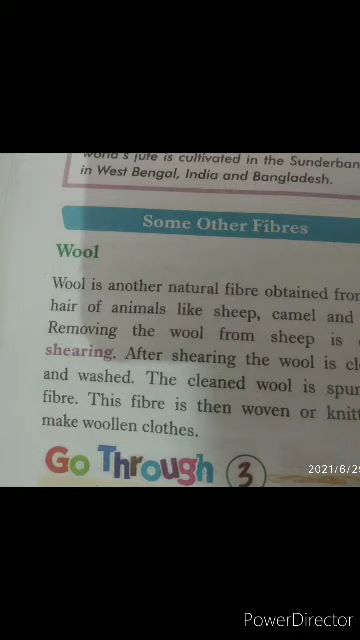 world's jute is cultivated in the Sunderban
in West Bengal, India and Bangladesh.
Some Other Fibres
Wool
Wool is another natural fibre obtained from
hair of animals like sheep, camel and
Removing the wool from sheep is
shearing. After shearing the wool is cl
and washed. The cleaned wool is spun
fibre. This fibre is then woven or knitt
make woollen clothes.
Go Through 3
2021/6/2
PowerDirector